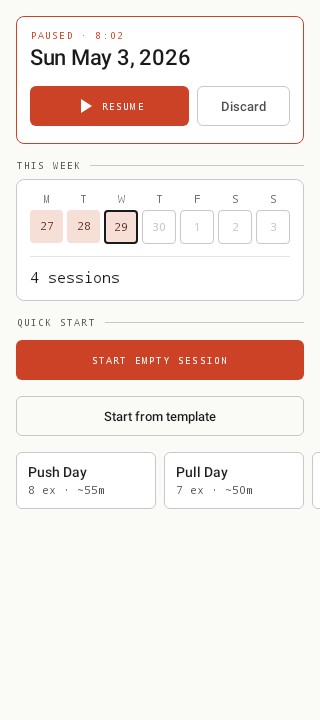 PAUSED · 8:02
Sun May 3, 2026
RESUME Discard
THIS WEEK
M T W T F S S
27 28 29 30 1 2 3
4 sessions
QUICK START
START EMPTY SESSION
Start from template
Push Day Pull Day
8 ex · ~55m 7 ex · ~50m